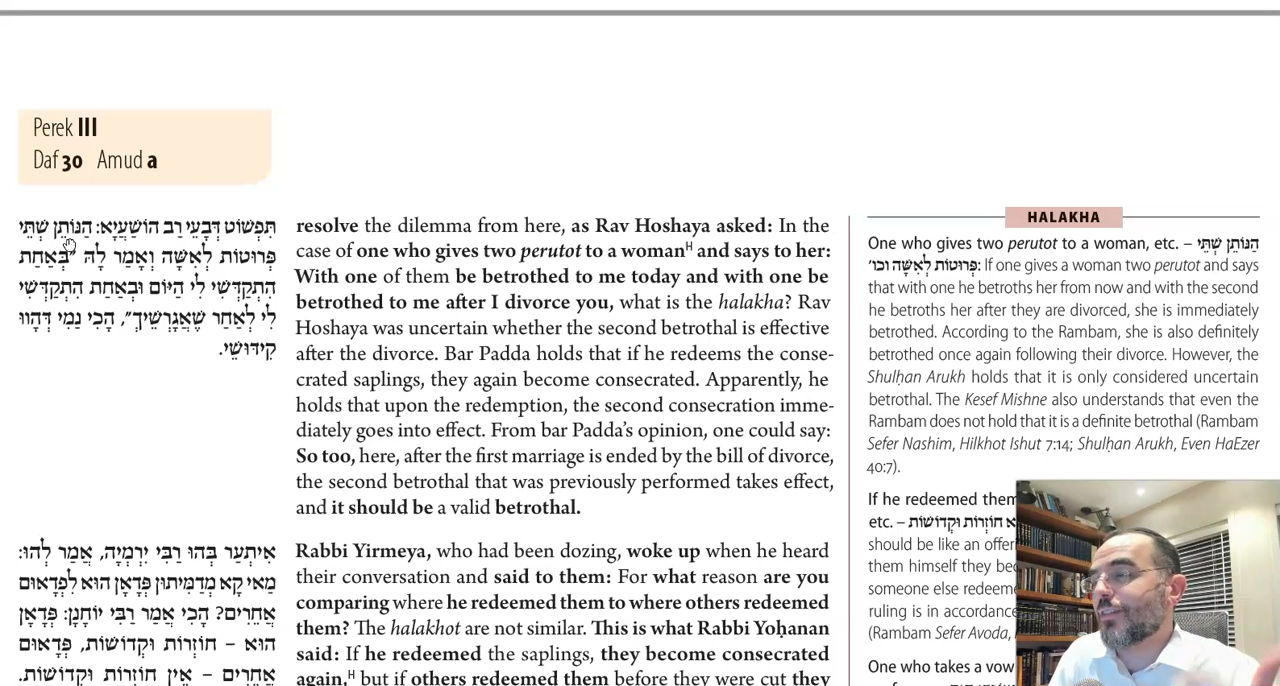 Perek III
Daf 30 Amud a
תִּפְשׁוֹט דְּבָעֵי רַב הוֹשַׁעְיָא: הַנּוֹתֵן שְׁתֵּי
פְּרוּטוֹת לְאִשָּׁה וְאָמַר לָהּ ״בְּאַחַת
הִתְקַדְּשִׁי לִי הַיּוֹם וּבְאַחַת הִתְקַדְּשִׁי
לִי לְאַחַר שֶׁאֲגָרְשֵׁיךְ״, הָכִי נַמִי דְּהָווּ
קִידּוּשֵׁי.
אִיתְּעַר בְּהוּ רַבִּי יִרְמְיָה, אֲמַר לְהוּ:
מַאי קָא מְדַמִּיתוּן פְּדָאָן הוּא לִפְדָאוּם
אֲחֵרִים? הָכִי אָמַר רַבִּי יוֹחָנָן: פְּדָאָן
הוּא – חוֹזְרוֹת וּקְדוֹשׁוֹת, פְּדָאוּם
אֲחֵרִים – אֵין חוֹזְרוֹת וּקְדוֹשׁוֹת.
resolve the dilemma from here, as Rav Hoshaya asked: In the
case of one who gives two perutot to a womanᴴ and says to her:
With one of them be betrothed to me today and with one be
betrothed to me after I divorce you, what is the halakha? Rav
Hoshaya was uncertain whether the second betrothal is effective
after the divorce. Bar Padda holds that if he redeems the conse-
crated saplings, they again become consecrated. Apparently, he
holds that upon the redemption, the second consecration imme-
diately goes into effect. From bar Padda's opinion, one could say:
So too, here, after the first marriage is ended by the bill of divorce,
the second betrothal that was previously performed takes effect,
and it should be a valid betrothal.
Rabbi Yirmeya, who had been dozing, woke up when he heard
their conversation and said to them: For what reason are you
comparing where he redeemed them to where others redeemed
them? The halakhot are not similar. This is what Rabbi Yoḥanan
said: If he redeemed the saplings, they become consecrated
again,ᴴ but if others redeemed them before they were cut they
HALAKHA
One who gives two perutot to a woman, etc. – הַנּוֹתֵן שְׁתֵּי
פְּרוּטוֹת לְאִשָּׁה וכו׳: If one gives a woman two perutot and says
that with one he betroths her from now and with the second
he betroths her after they are divorced, she is immediately
betrothed. According to the Rambam, she is also definitely
betrothed once again following their divorce. However, the
Shulḥan Arukh holds that it is only considered uncertain
betrothal. The Kesef Mishne also understands that even the
Rambam does not hold that it is a definite betrothal (Rambam
Sefer Nashim, Hilkhot Ishut 7:14; Shulḥan Arukh, Even HaEzer
40:7).
If he redeemed them
etc. – חוֹזְרוֹת וּקְדוֹשׁוֹת
should be like an offer
them himself they bec
someone else redeeme
ruling is in accordance
(Rambam Sefer Avoda,
One who takes a vow